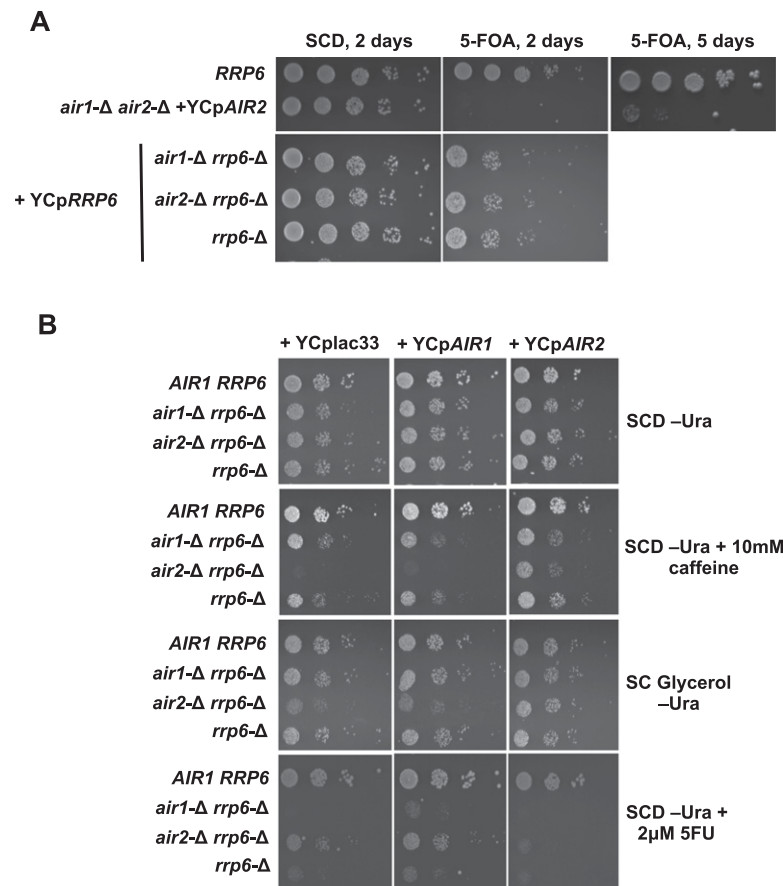 A
SCD, 2 days
5-FOA, 2 days
5-FOA, 5 days
RRP6
air1-Δ air2-Δ +YCpAIR2
+ YCpRRP6
air1-Δ rrp6-Δ
air2-Δ rrp6-Δ
rrp6-Δ
B
+ YCplac33
+ YCpAIR1
+ YCpAIR2
AIR1 RRP6
air1-Δ rrp6-Δ
air2-Δ rrp6-Δ
rrp6-Δ
SCD –Ura
AIR1 RRP6
air1-Δ rrp6-Δ
air2-Δ rrp6-Δ
rrp6-Δ
SCD –Ura + 10mM
caffeine
AIR1 RRP6
air1-Δ rrp6-Δ
air2-Δ rrp6-Δ
rrp6-Δ
SC Glycerol
–Ura
AIR1 RRP6
air1-Δ rrp6-Δ
air2-Δ rrp6-Δ
rrp6-Δ
SCD –Ura +
2µM 5FU